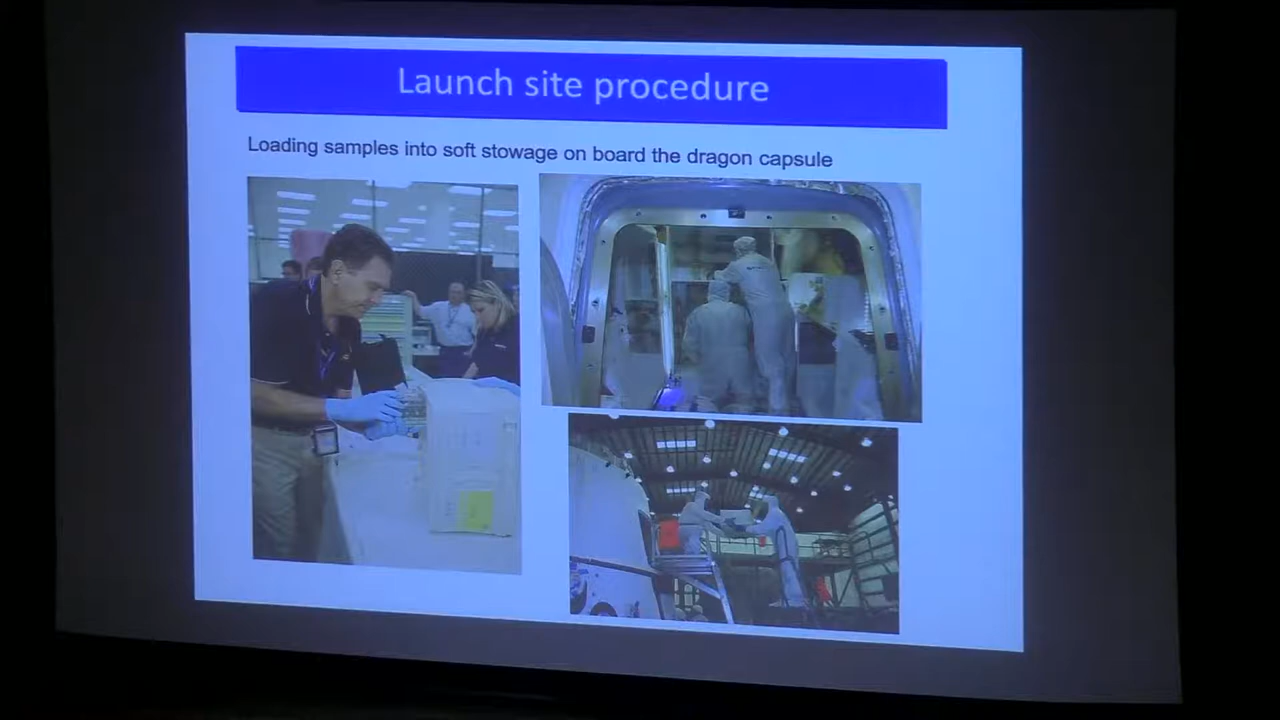 Launch site procedure
Loading samples into soft stowage on board the dragon capsule